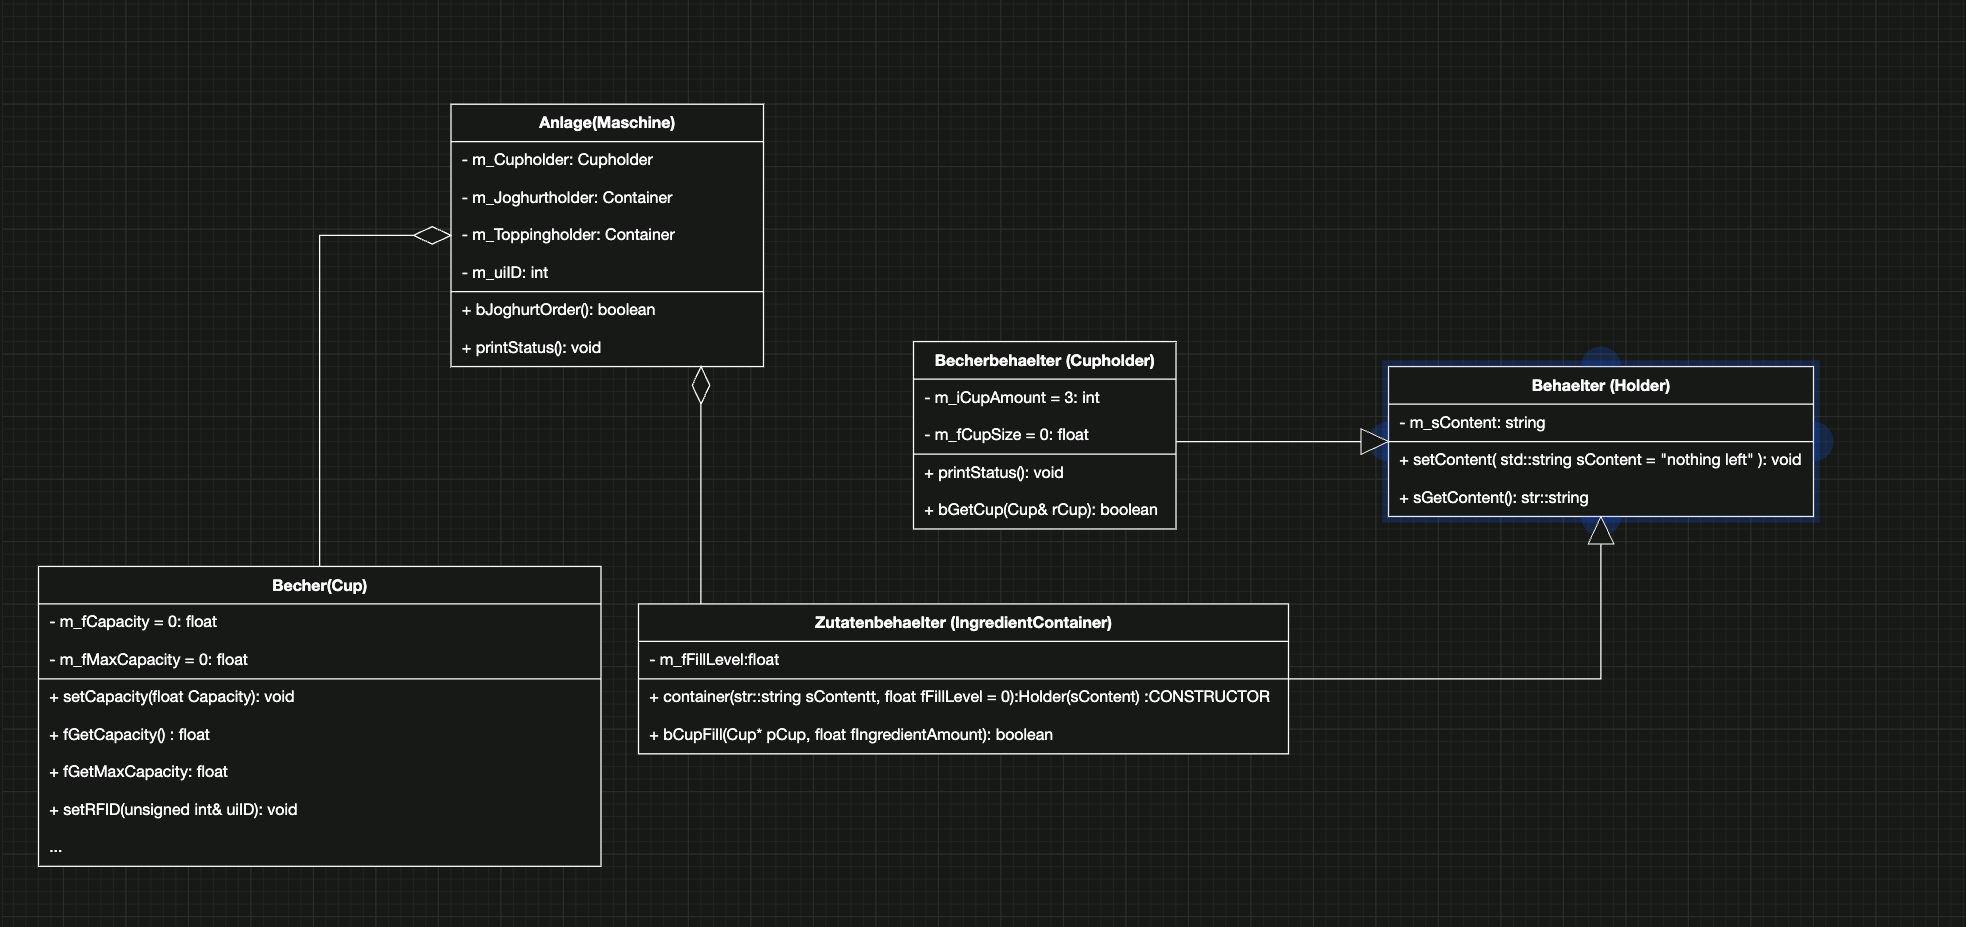 Anlage(Maschine)
- m_Cupholder: Cupholder
- m_Joghurtholder: Container
- m_Toppingholder: Container
- m_uiID: int
+ bJoghurtOrder(): boolean
+ printStatus(): void
Becherbehaelter (Cupholder)
- m_iCupAmount = 3: int
- m_fCupSize = 0: float
+ printStatus(): void
+ bGetCup(Cup& rCup): boolean
Behaelter (Holder)
- m_sContent: string
+ setContent( std::string sContent = "nothing left" ): void
+ sGetContent(): str::string
Becher(Cup)
- m_fCapacity = 0: float
- m_fMaxCapacity = 0: float
+ setCapacity(float Capacity): void
+ fGetCapacity() : float
+ fGetMaxCapacity: float
+ setRFID(unsigned int& uiID): void
...
Zutatenbehaelter (IngredientContainer)
- m_fFillLevel:float
+ container(str::string sContentt, float fFillLevel = 0):Holder(sContent) :CONSTRUCTOR
+ bCupFill(Cup* pCup, float fIngredientAmount): boolean